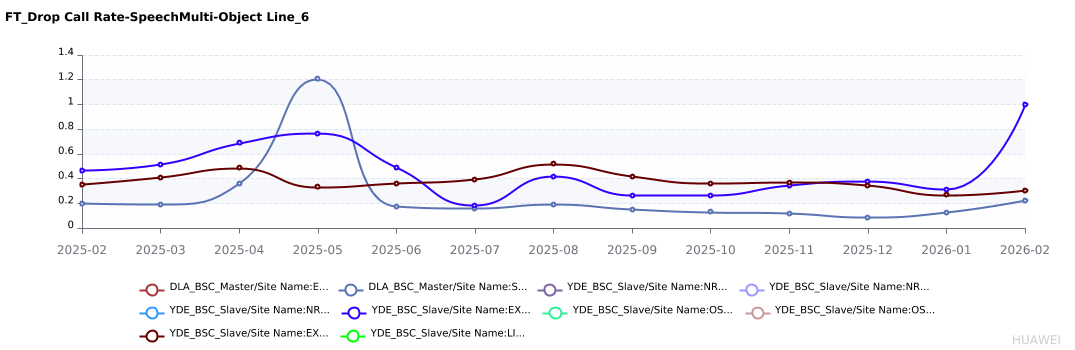 FT_Drop Call Rate-SpeechMulti-Object Line_6
1.4
1.2
1
0.8
0.6
0.4
0.2
0
2025-02 2025-03 2025-04 2025-05 2025-06 2025-07 2025-08 2025-09 2025-10 2025-11 2025-12 2026-01 2026-02
DLA_BSC_Master/Site Name:E... DLA_BSC_Master/Site Name:S... YDE_BSC_Slave/Site Name:NR... YDE_BSC_Slave/Site Name:NR...
YDE_BSC_Slave/Site Name:NR... YDE_BSC_Slave/Site Name:EX... YDE_BSC_Slave/Site Name:OS... YDE_BSC_Slave/Site Name:OS...
YDE_BSC_Slave/Site Name:EX... YDE_BSC_Slave/Site Name:LI...
HUAWEI